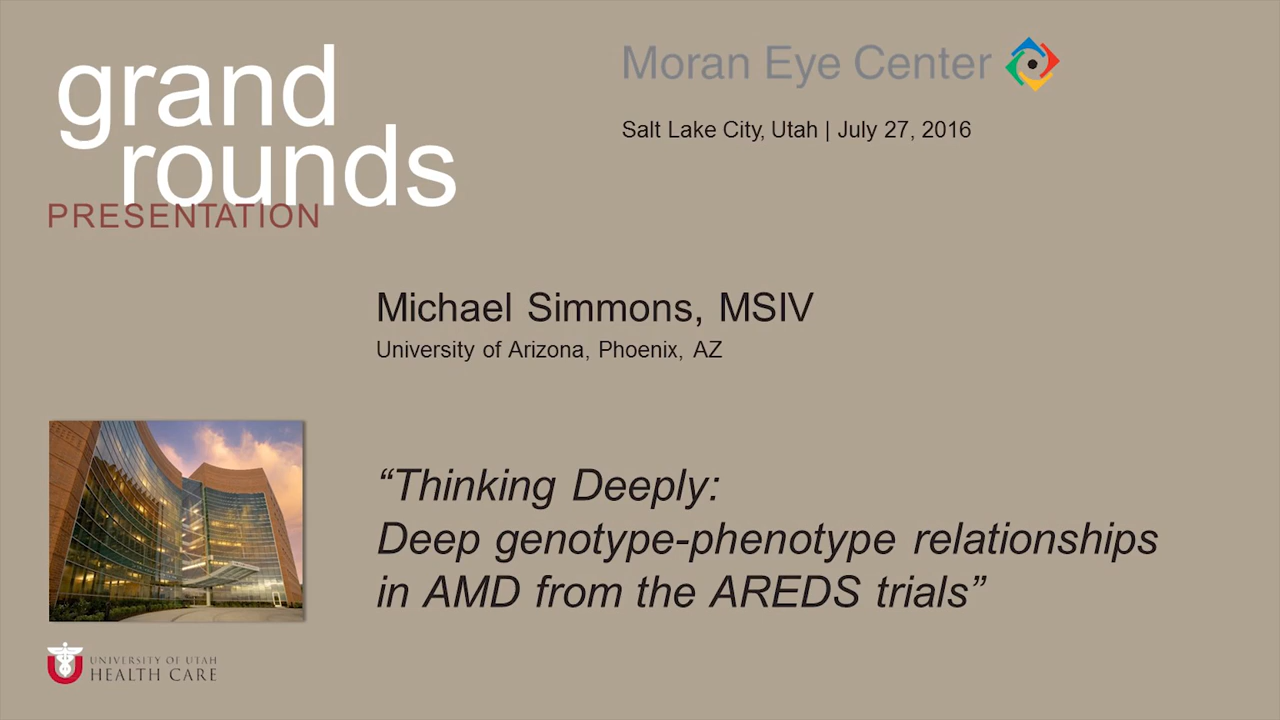 grand
rounds
PRESENTATION
Moran Eye Center
Salt Lake City, Utah | July 27, 2016
Michael Simmons, MSIV
University of Arizona, Phoenix, AZ
“Thinking Deeply:
Deep genotype-phenotype relationships
in AMD from the AREDS trials”
UNIVERSITY OF UTAH
HEALTH CARE